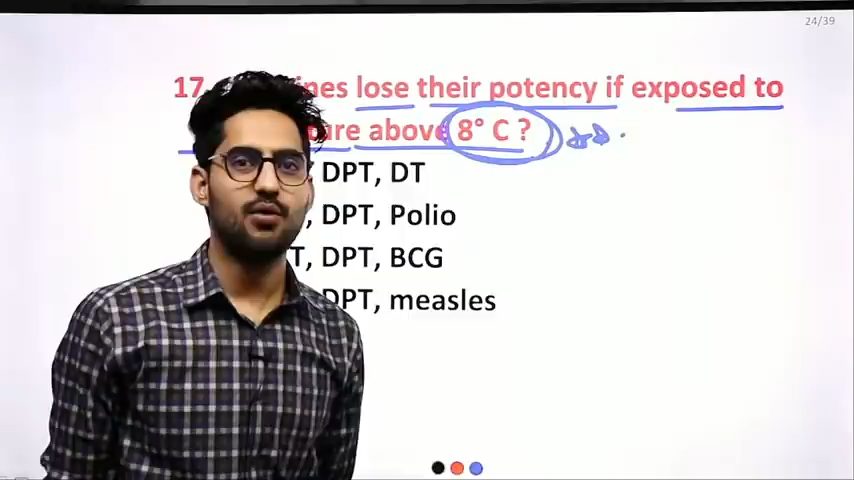 24/39
17. ines lose their potency if exposed to
above 8° C ?
DPT, DT
DPT, Polio
DPT, BCG
DPT, measles